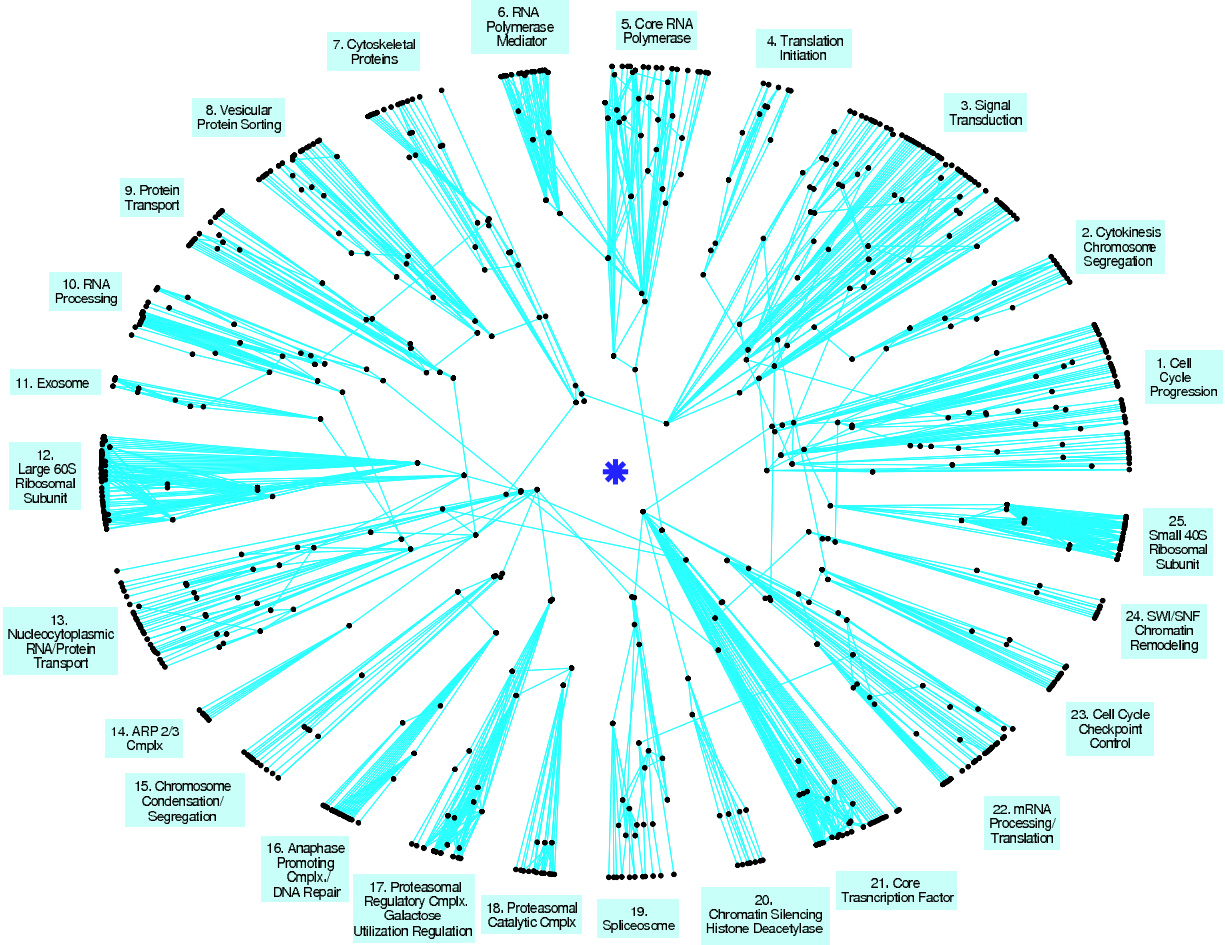 6. RNA
Polymerase
Mediator
5. Core RNA
Polymerase
4. Translation
Initiation
7. Cytoskeletal
Proteins
3. Signal
Transduction
8. Vesicular
Protein Sorting
9. Protein
Transport
2. Cytokinesis
Chromosome
Segregation
10. RNA
Processing
1. Cell
Cycle
Progression
11. Exosome
12.
Large 60S
Ribosomal
Subunit
25.
Small 40S
Ribosomal
Subunit
13.
Nucleocytoplasmic
RNA/Protein
Transport
24. SWI/SNF
Chromatin
Remodeling
14. ARP 2/3
Cmplx
23. Cell Cycle
Checkpoint
Control
15. Chromosome
Condensation/
Segregation
22. mRNA
Processing/
Translation
16. Anaphase
Promoting
Cmplx./
DNA Repair
17. Proteasomal
Regulatory Cmplx.
Galactose
Utilization Regulation
18. Proteasomal
Catalytic Cmplx
19.
Spliceosome
20.
Chromatin Silencing
Histone Deacetylase
21. Core
Trasncription Factor